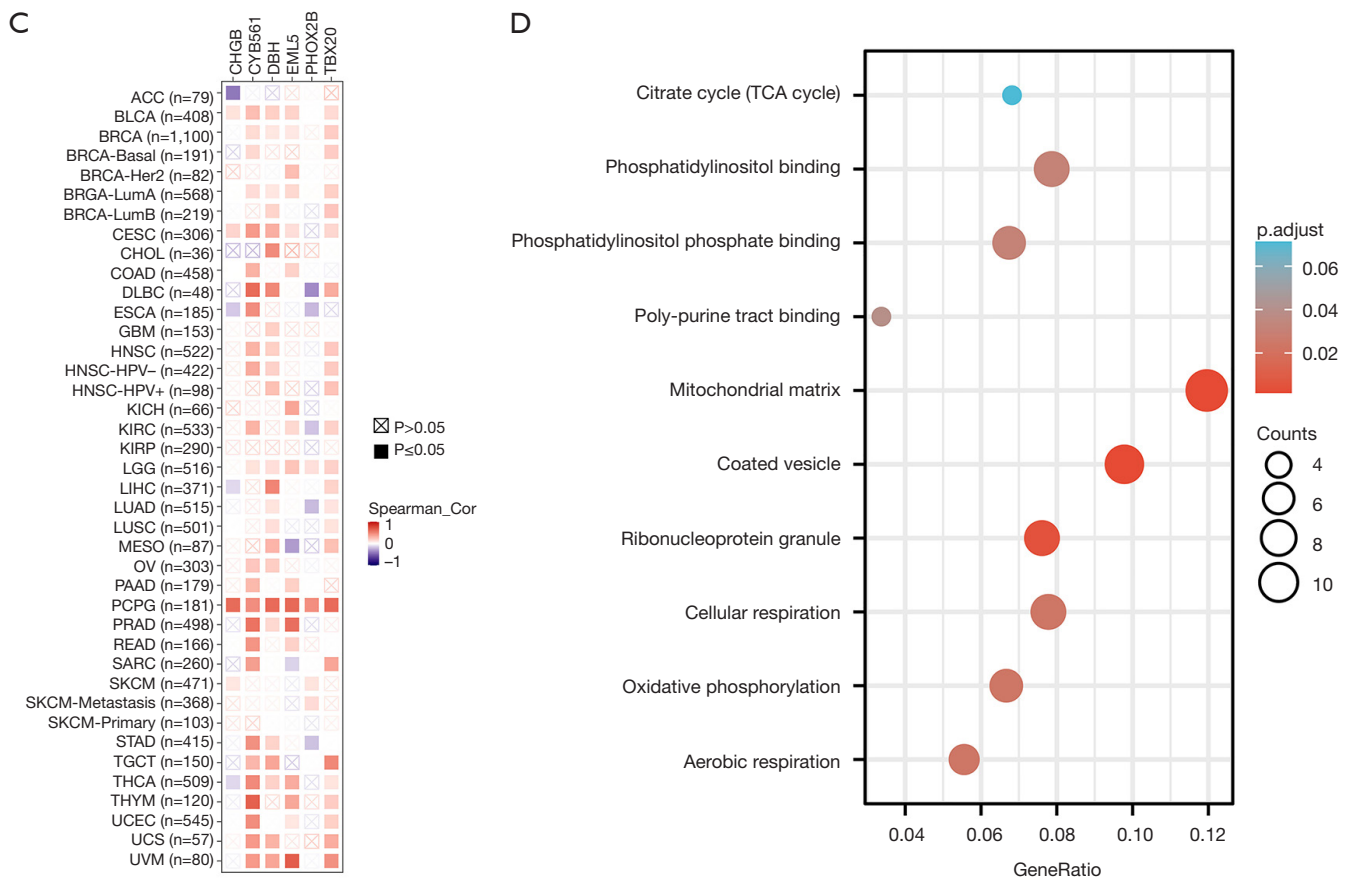 C
CHGB
CYB561
DBH
EML5
PHOX2B
TBX20
ACC (n=79)
BLCA (n=408)
BRCA (n=1,100)
BRCA-Basal (n=191)
BRCA-Her2 (n=82)
BRGA-LumA (n=568)
BRCA-LumB (n=219)
CESC (n=306)
CHOL (n=36)
COAD (n=458)
DLBC (n=48)
ESCA (n=185)
GBM (n=153)
HNSC (n=522)
HNSC-HPV− (n=422)
HNSC-HPV+ (n=98)
KICH (n=66)
KIRC (n=533)
KIRP (n=290)
LGG (n=516)
LIHC (n=371)
LUAD (n=515)
LUSC (n=501)
MESO (n=87)
OV (n=303)
PAAD (n=179)
PCPG (n=181)
PRAD (n=498)
READ (n=166)
SARC (n=260)
SKCM (n=471)
SKCM-Metastasis (n=368)
SKCM-Primary (n=103)
STAD (n=415)
TGCT (n=150)
THCA (n=509)
THYM (n=120)
UCEC (n=545)
UCS (n=57)
UVM (n=80)
P>0.05
P≤0.05
Spearman_Cor
1
0
−1
D
Citrate cycle (TCA cycle)
Phosphatidylinositol binding
Phosphatidylinositol phosphate binding
Poly-purine tract binding
Mitochondrial matrix
Coated vesicle
Ribonucleoprotein granule
Cellular respiration
Oxidative phosphorylation
Aerobic respiration
0.04 0.06 0.08 0.10 0.12
GeneRatio
p.adjust
0.06
0.04
0.02
Counts
4
6
8
10